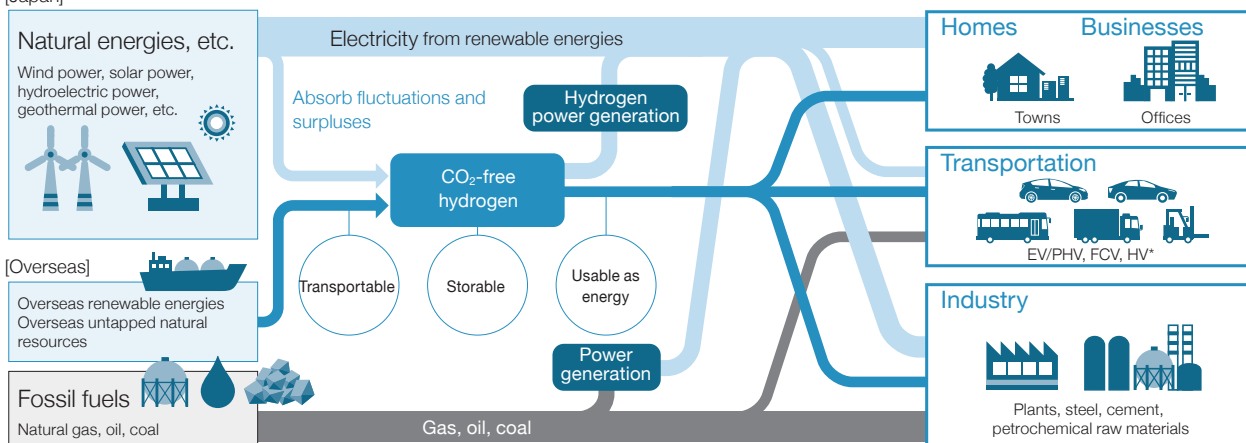 [Japan]
Natural energies, etc.
Wind power, solar power,
hydroelectric power,
geothermal power, etc.
[Overseas]
Overseas renewable energies
Overseas untapped natural
resources
Fossil fuels
Natural gas, oil, coal
Electricity from renewable energies
Absorb fluctuations and
surpluses
Hydrogen
power generation
CO₂-free
hydrogen
Transportable
Storable
Usable as
energy
Power
generation
Gas, oil, coal
Homes
Businesses
Towns
Offices
Transportation
EV/PHV, FCV, HV*
Industry
Plants, steel, cement,
petrochemical raw materials